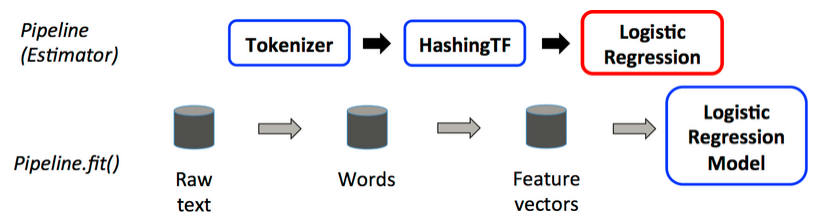 Pipeline
(Estimator)
Tokenizer
HashingTF
Logistic
Regression
Pipeline.fit()
Raw
text
Words
Feature
vectors
Logistic
Regression
Model